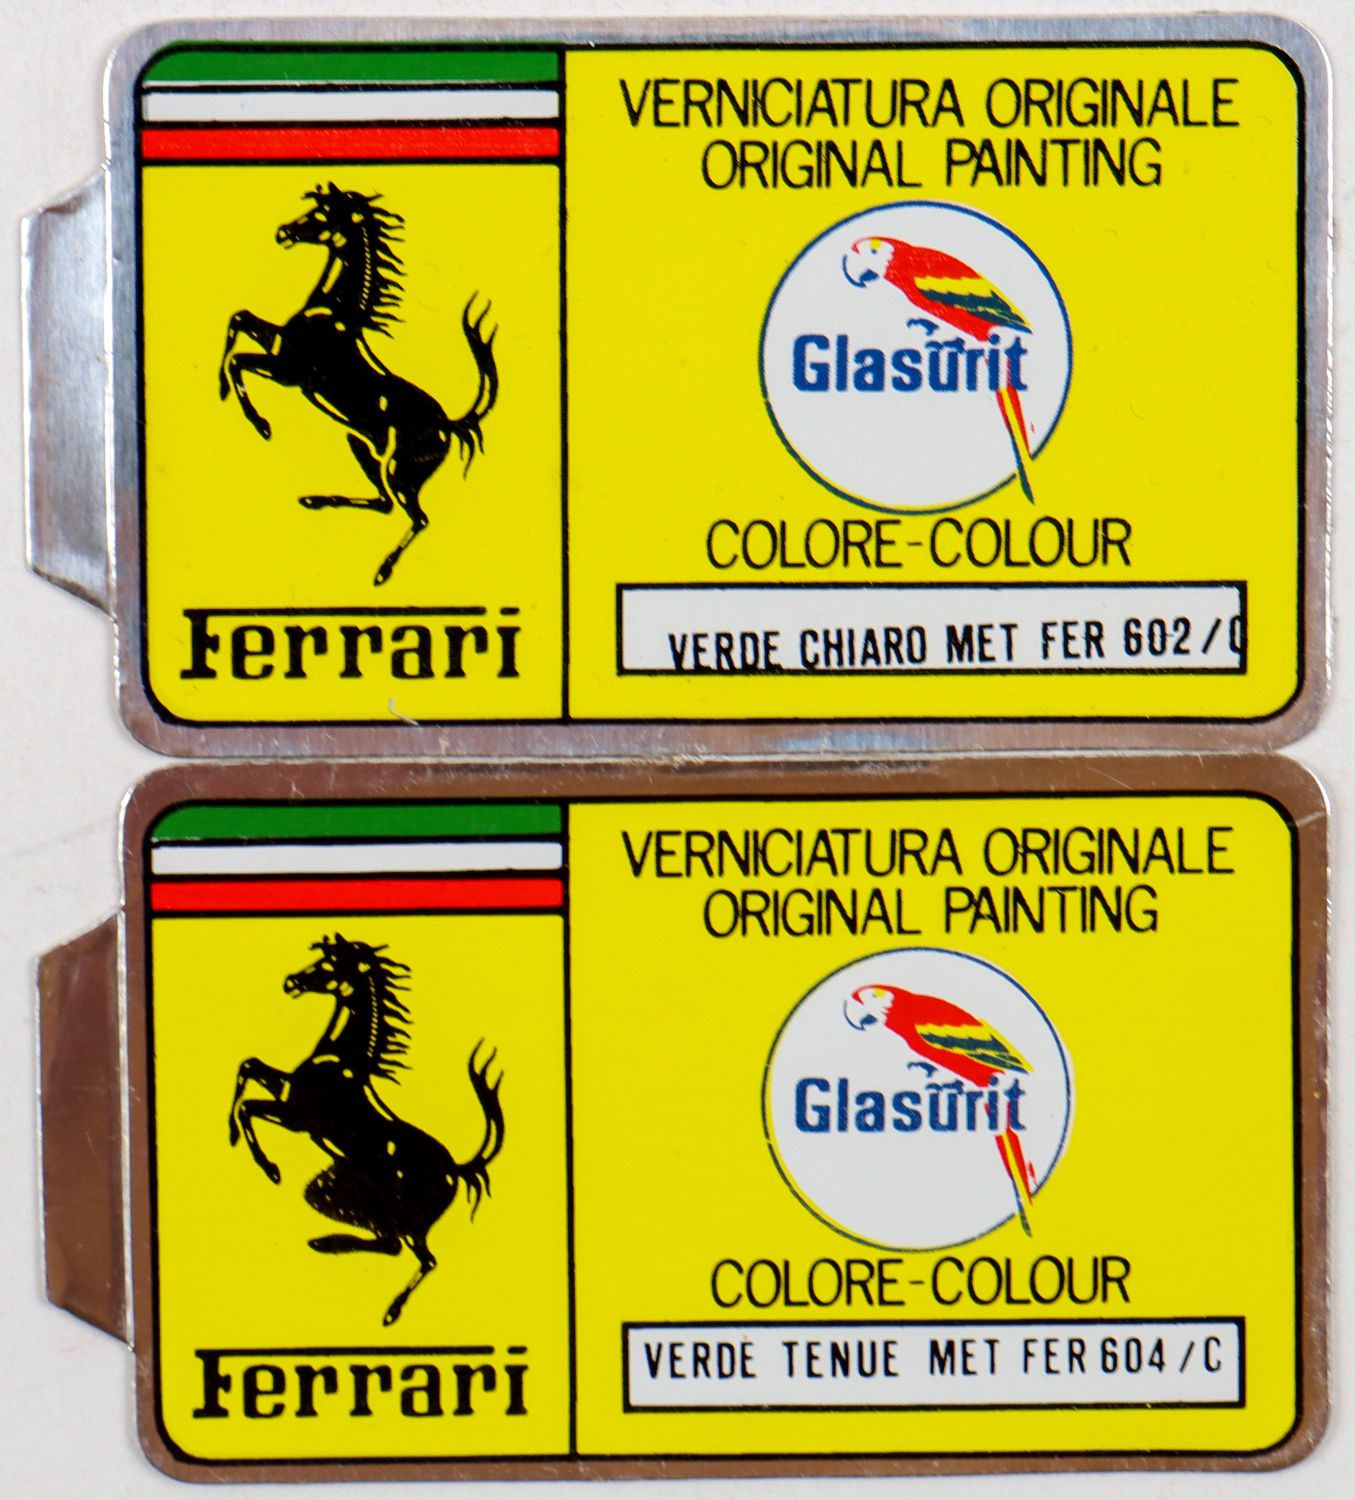 VERNICIATURA ORIGINALE
ORIGINAL PAINTING
Glasurit
COLORE-COLOUR
VERDE CHIARO MET FER 602/C
Ferrari
VERNICIATURA ORIGINALE
ORIGINAL PAINTING
Glasurit
COLORE-COLOUR
VERDE TENUE MET FER 604/C
Ferrari